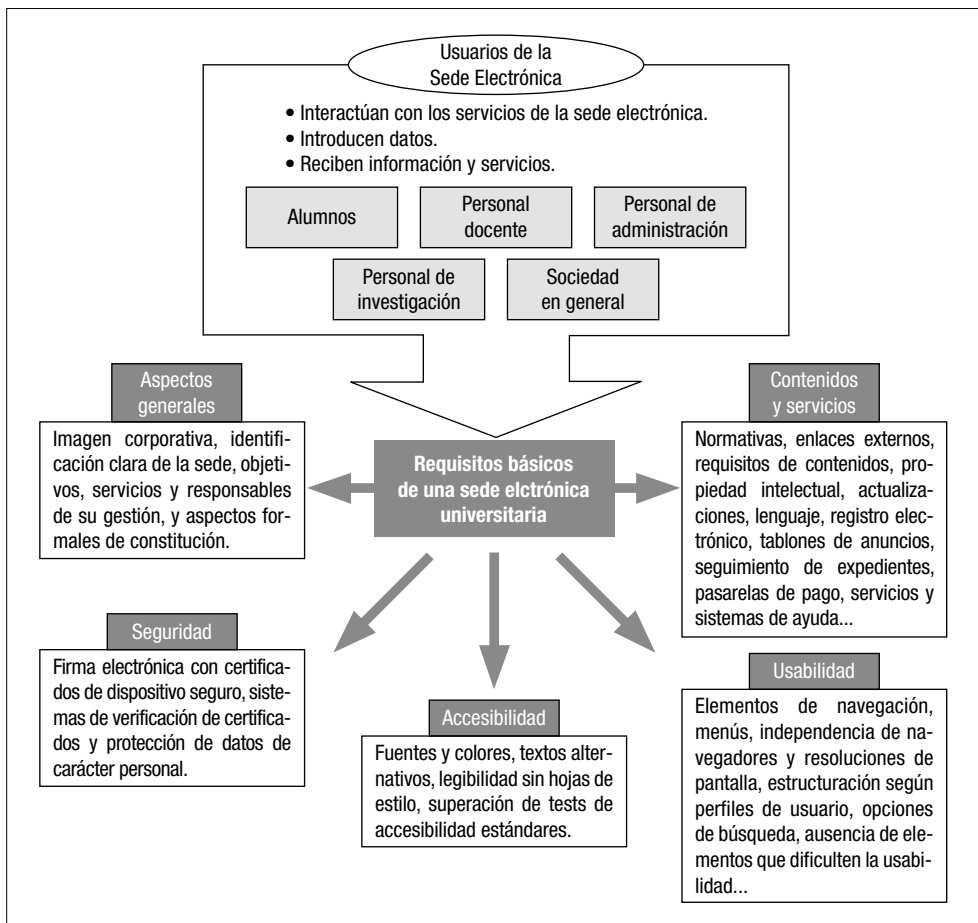 Usuarios de la
Sede Electrónica
• Interactúan con los servicios de la sede electrónica.
• Introducen datos.
• Reciben información y servicios.
Alumnos
Personal
docente
Personal de
administración
Personal de
investigación
Sociedad
en general
Aspectos
generales
Imagen corporativa, identifi-
cación clara de la sede, objeti-
vos, servicios y responsables
de su gestión, y aspectos for-
males de constitución.
Requisitos básicos
de una sede elctrónica
universitaria
Contenidos
y servicios
Normativas, enlaces externos,
requisitos de contenidos, pro-
piedad intelectual, actualiza-
ciones, lenguaje, registro elec-
trónico, tablones de anuncios,
seguimiento de expedientes,
pasarelas de pago, servicios y
sistemas de ayuda...
Seguridad
Firma electrónica con certifica-
dos de dispositivo seguro, siste-
mas de verificación de certifica-
dos y protección de datos de
carácter personal.
Accesibilidad
Fuentes y colores, textos alter-
nativos, legibilidad sin hojas de
estilo, superación de tests de
accesibilidad estándares.
Usabilidad
Elementos de navegación,
menús, independencia de na-
vegadores y resoluciones de
pantalla, estructuración según
perfiles de usuario, opciones
de búsqueda, ausencia de ele-
mentos que dificulten la usabi-
lidad...